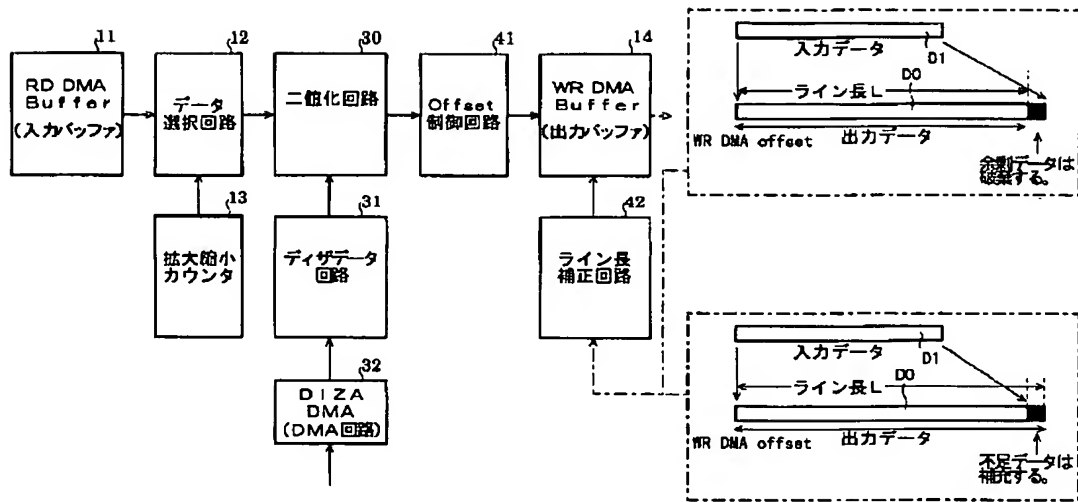 11
RD DMA
Buffer
(入力バッファ)
12
データ
選択回路
30
二値化回路
41
Offset
制御回路
14
WR DMA
Buffer
(出力バッファ)
13
拡大縮小
カウンタ
31
ディザデータ
回路
42
ライン長
補正回路
32
DIZA
DMA
(DMA回路)
入力データ
D1
D0
ライン長L
WR DMA offset
出力データ
余剰データは
破棄する。
入力データ
D1
D0
ライン長L
WR DMA offset
出力データ
不足データは
補充する。